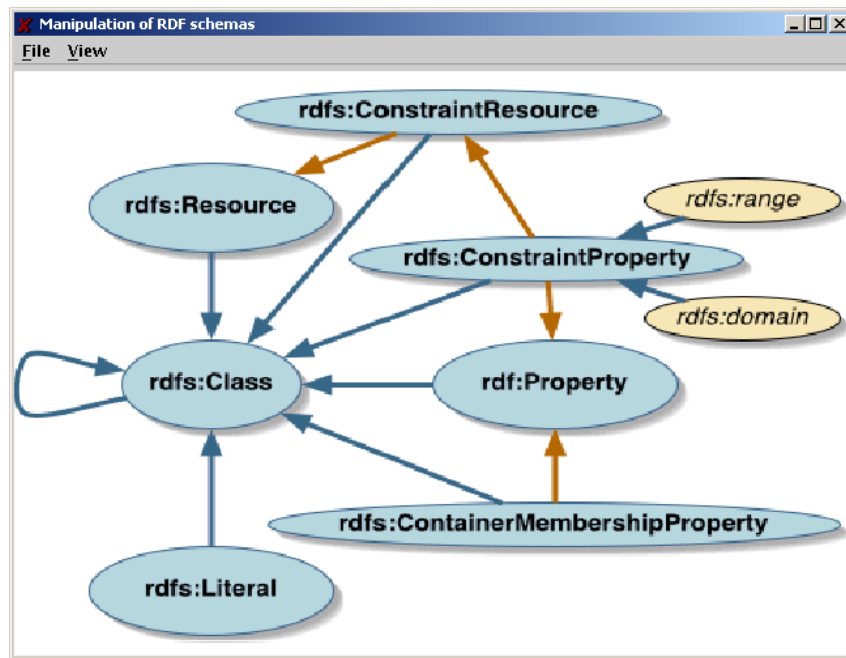 Manipulation of RDF schemas
File View
rdfs:ConstraintResource
rdfs:Resource
rdfs:range
rdfs:ConstraintProperty
rdfs:domain
rdfs:Class
rdf:Property
rdfs:ContainerMembershipProperty
rdfs:Literal